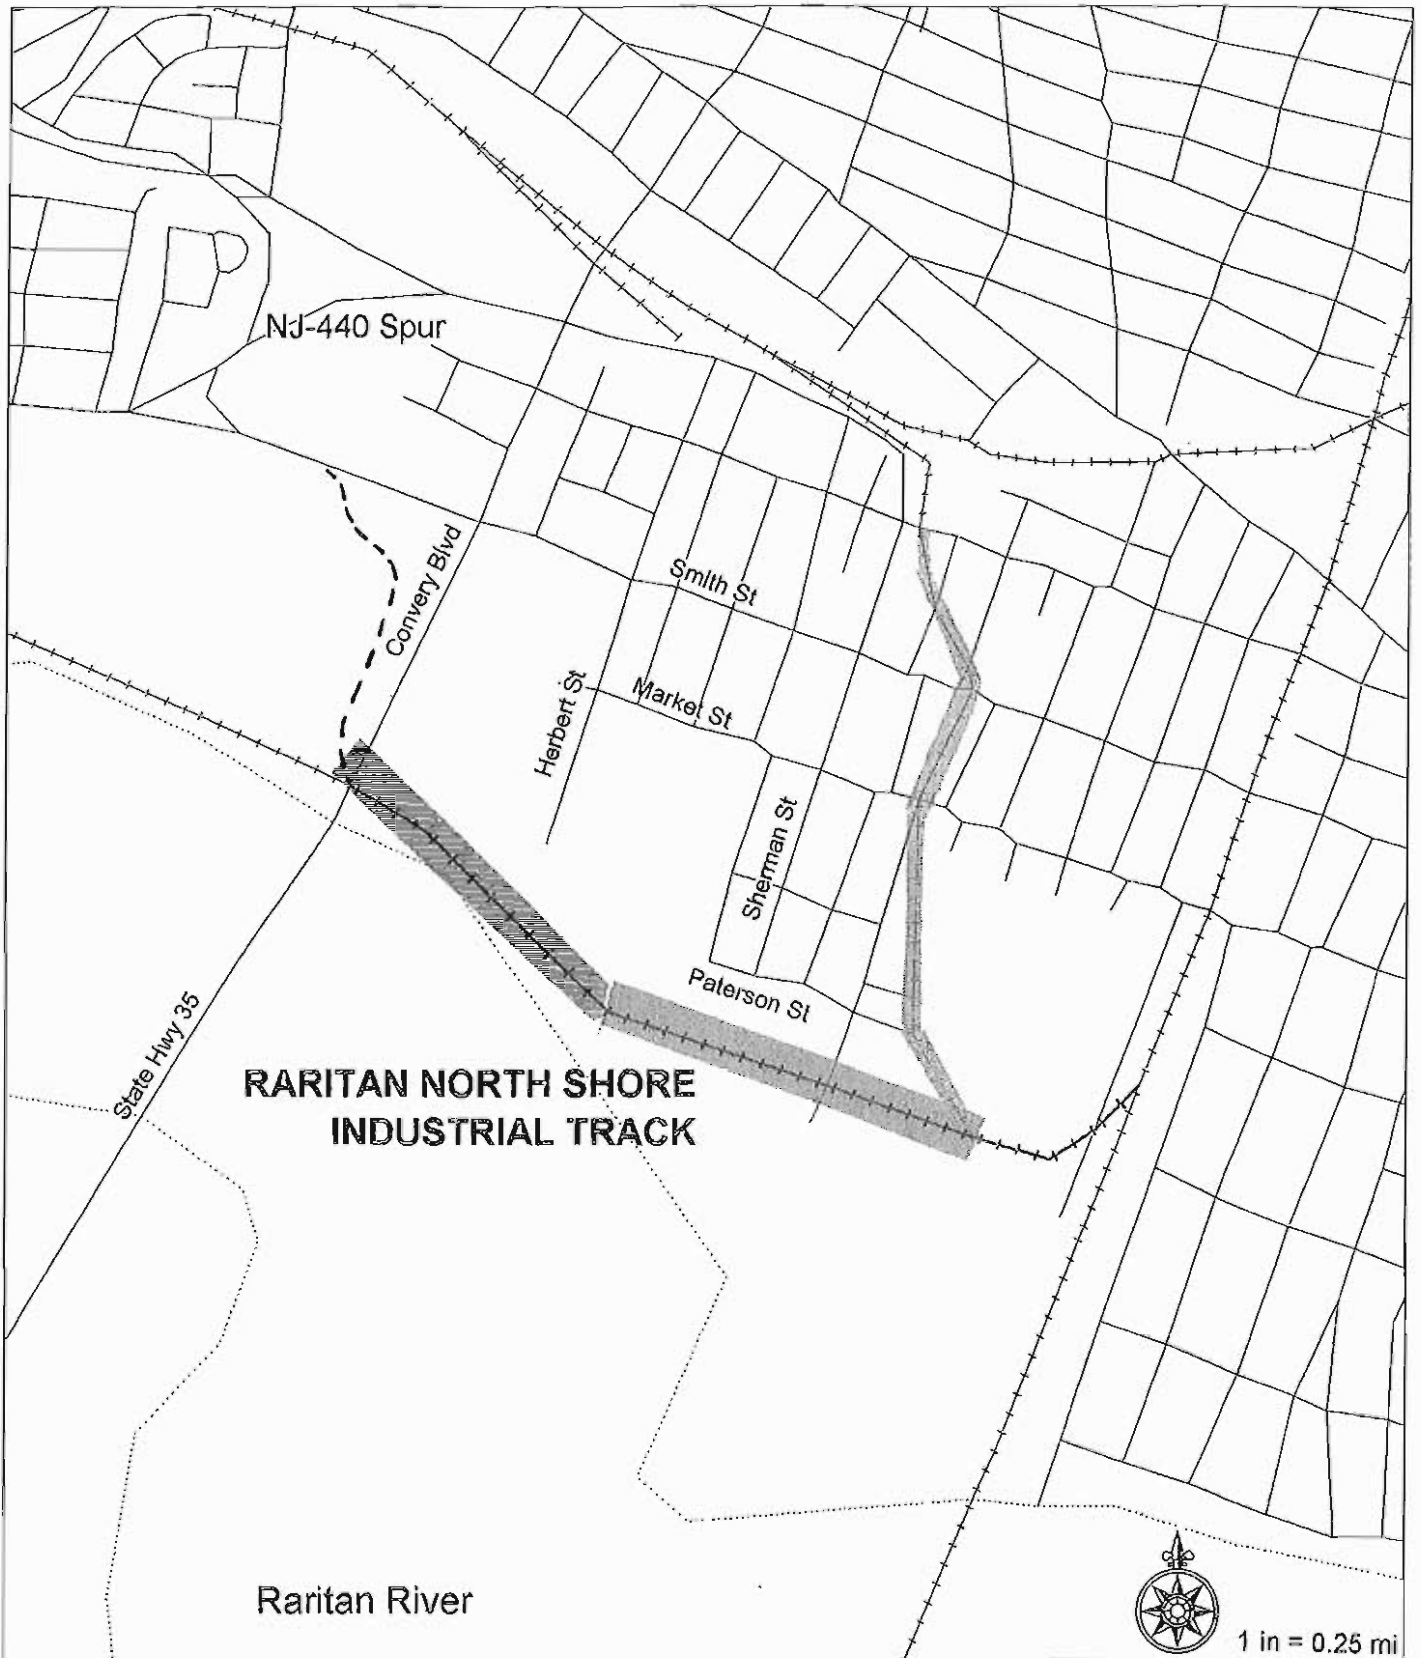 NJ-440 Spur
Convery Blvd
Smith St
Herbert St
Market St
Sherman St
Paterson St
State Hwy 35
RARITAN NORTH SHORE
INDUSTRIAL TRACK
Raritan River
1 in = 0.25 mi